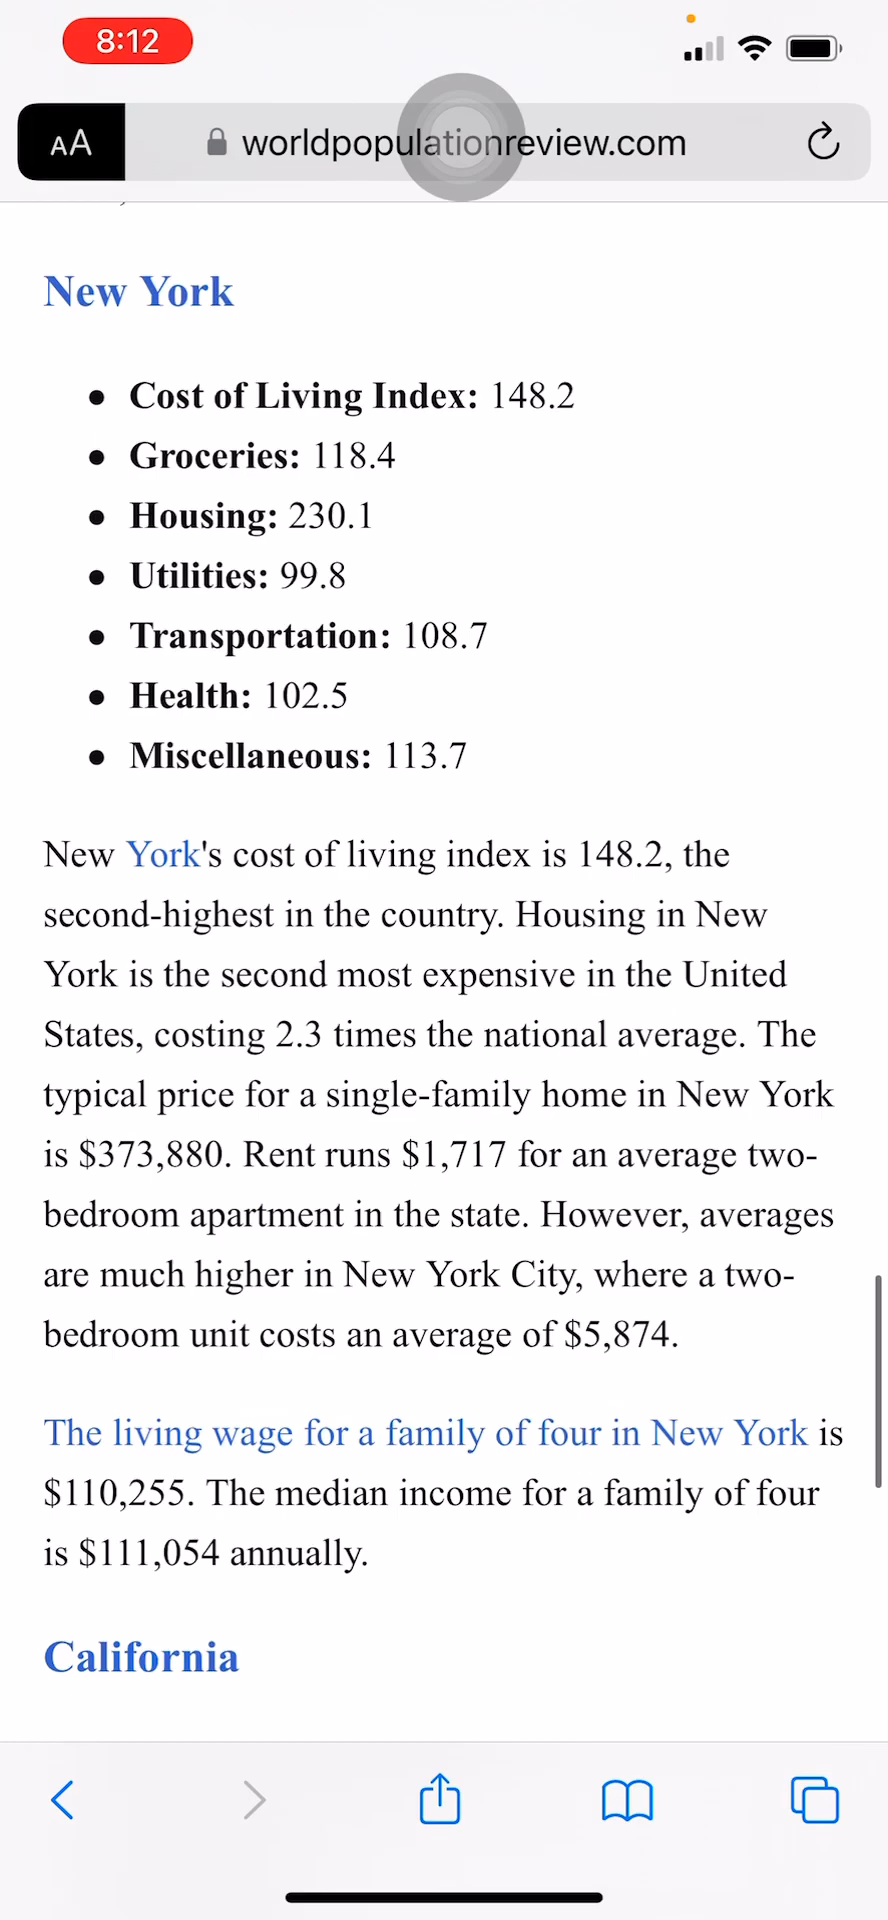 8:12
AA worldpopulationreview.com
New York
• Cost of Living Index: 148.2
• Groceries: 118.4
• Housing: 230.1
• Utilities: 99.8
• Transportation: 108.7
• Health: 102.5
• Miscellaneous: 113.7
New York's cost of living index is 148.2, the
second-highest in the country. Housing in New
York is the second most expensive in the United
States, costing 2.3 times the national average. The
typical price for a single-family home in New York
is $373,880. Rent runs $1,717 for an average two-
bedroom apartment in the state. However, averages
are much higher in New York City, where a two-
bedroom unit costs an average of $5,874.
The living wage for a family of four in New York is
$110,255. The median income for a family of four
is $111,054 annually.
California